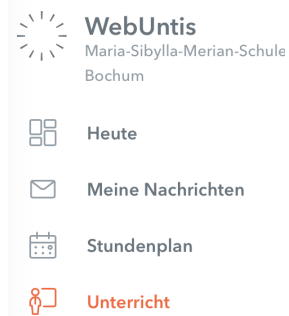 WebUntis
Maria-Sibylla-Merian-Schule
Bochum
Heute
Meine Nachrichten
Stundenplan
Unterricht